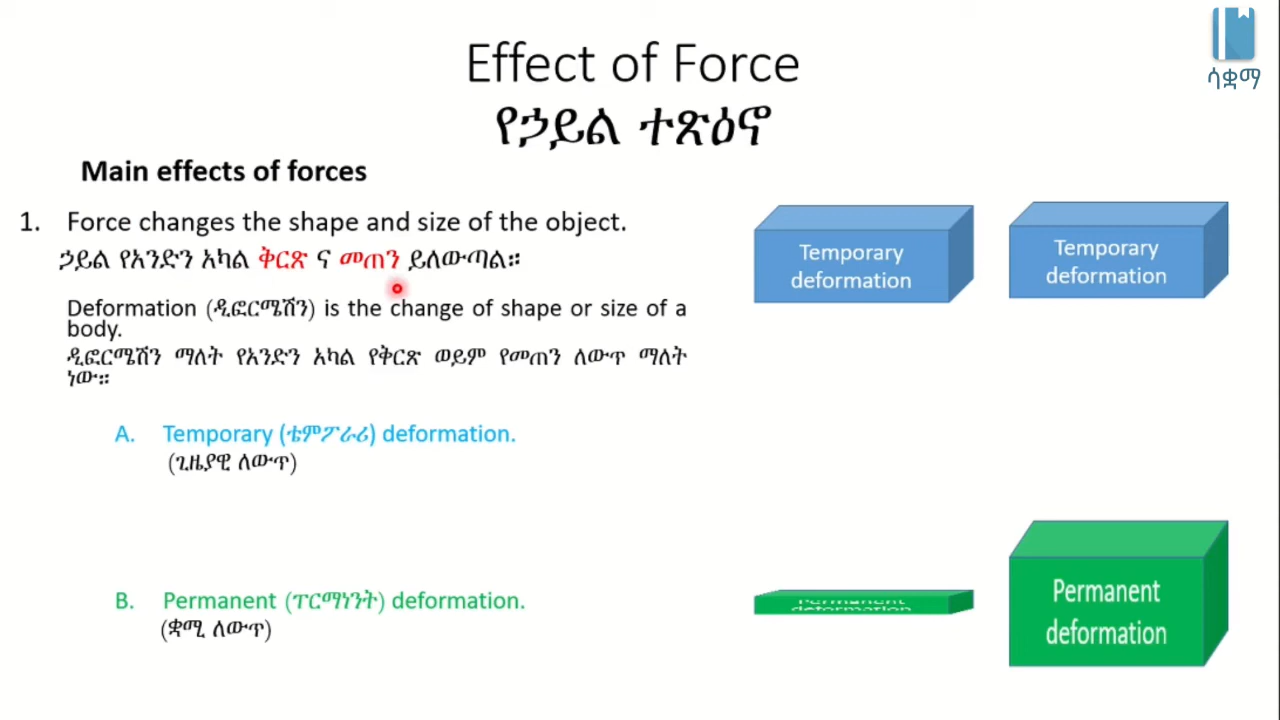 ሳቋማ
Effect of Force
የኃይል ተጽዕኖ
Main effects of forces
1. Force changes the shape and size of the object.
ኃይል የአንድን አካል ቅርጽ ና መጠን ይለውጣል።
Deformation (ዲፎርሜሽን) is the change of shape or size of a
body.
ዲፎርሜሽን ማለት የአንድን አካል የቅርጽ ወይም የመጠን ለውጥ ማለት
ነው።
A. Temporary (ቴምፖራሪ) deformation.
(ጊዜያዊ ለውጥ)
B. Permanent (ፐርማነንት) deformation.
(ቋሚ ለውጥ)
Temporary
deformation
Temporary
deformation
Permanent
deformation
Permanent
deformation